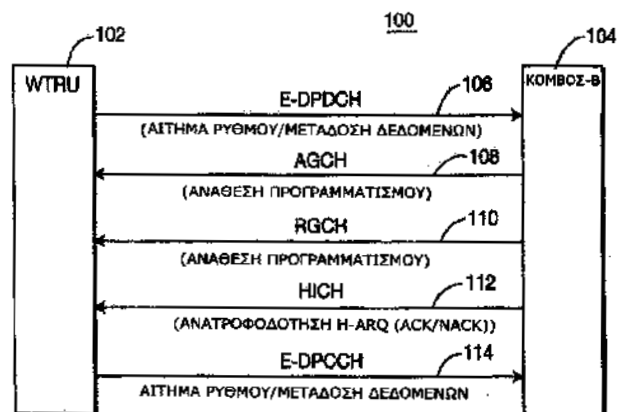 100
102
104
WTRU
ΚΟΜΒΟΣ-Β
E-DPDCH
106
(ΑΙΤΗΜΑ ΡΥΘΜΟΥ/ΜΕΤΑΔΟΣΗ ΔΕΔΟΜΕΝΩΝ)
AGCH
108
(ΑΝΑΘΕΣΗ ΠΡΟΓΡΑΜΜΑΤΙΣΜΟΥ)
RGCH
110
(ΑΝΑΘΕΣΗ ΠΡΟΓΡΑΜΜΑΤΙΣΜΟΥ)
HICH
112
(ΑΝΑΤΡΟΦΟΔΟΤΗΣΗ H-ARQ (ACK/NACK))
E-DPCCH
114
ΑΙΤΗΜΑ ΡΥΘΜΟΥ/ΜΕΤΑΔΟΣΗ ΔΕΔΟΜΕΝΩΝ